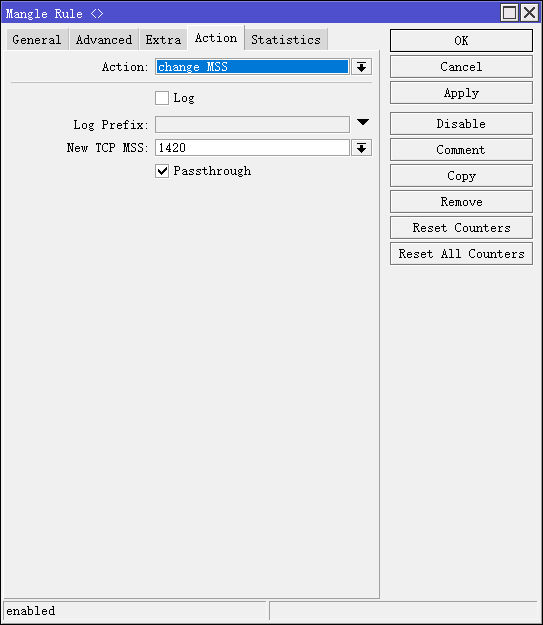 Mangle Rule <>
General Advanced Extra Action Statistics
Action: change MSS
Log
Log Prefix:
New TCP MSS: 1420
Passthrough
OK
Cancel
Apply
Disable
Comment
Copy
Remove
Reset Counters
Reset All Counters
enabled